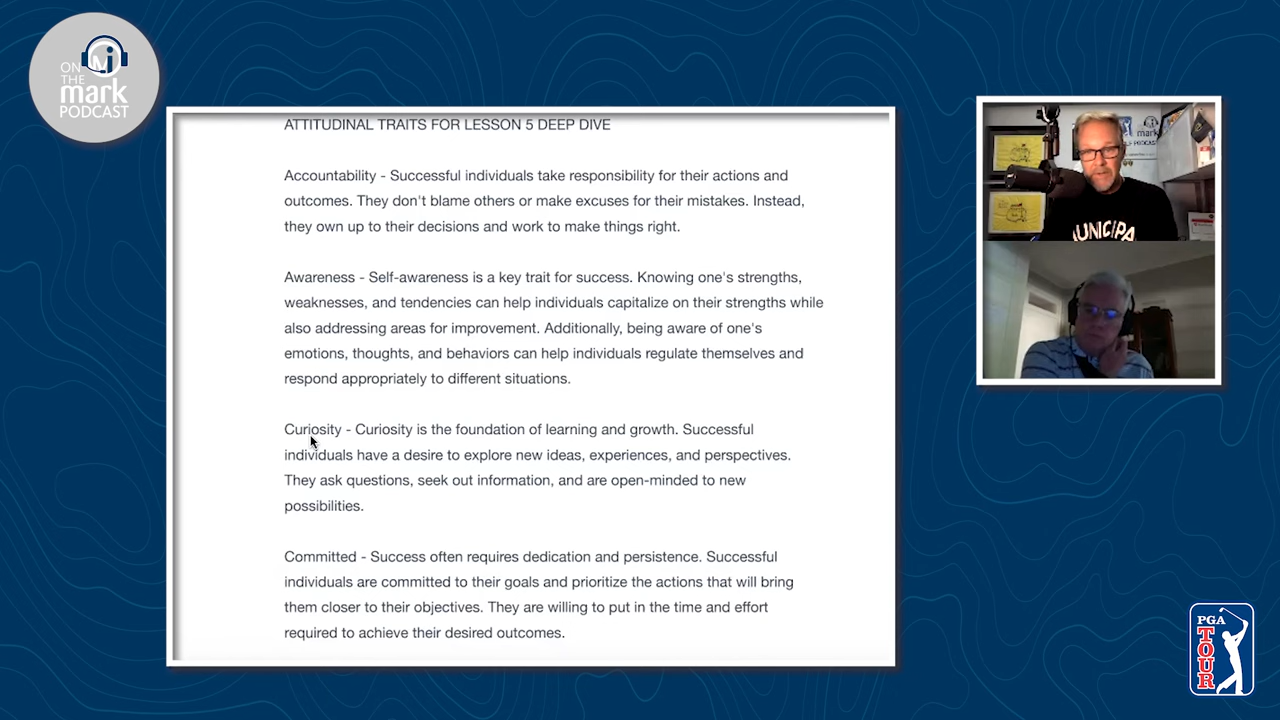 ON
THE
mark
PODCAST
ATTITUDINAL TRAITS FOR LESSON 5 DEEP DIVE
Accountability - Successful individuals take responsibility for their actions and
outcomes. They don't blame others or make excuses for their mistakes. Instead,
they own up to their decisions and work to make things right.
Awareness - Self-awareness is a key trait for success. Knowing one's strengths,
weaknesses, and tendencies can help individuals capitalize on their strengths while
also addressing areas for improvement. Additionally, being aware of one's
emotions, thoughts, and behaviors can help individuals regulate themselves and
respond appropriately to different situations.
Curiosity - Curiosity is the foundation of learning and growth. Successful
individuals have a desire to explore new ideas, experiences, and perspectives.
They ask questions, seek out information, and are open-minded to new
possibilities.
Committed - Success often requires dedication and persistence. Successful
individuals are committed to their goals and prioritize the actions that will bring
them closer to their objectives. They are willing to put in the time and effort
required to achieve their desired outcomes.
mark
UNICIPA
PGA
TOUR